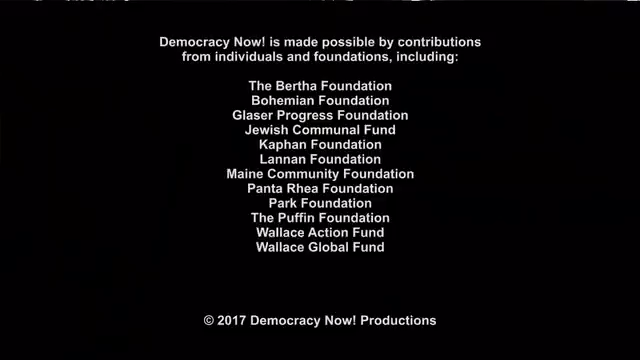 Democracy Now! is made possible by contributions
from individuals and foundations, including:
The Bertha Foundation
Bohemian Foundation
Glaser Progress Foundation
Jewish Communal Fund
Kaphan Foundation
Lannan Foundation
Maine Community Foundation
Panta Rhea Foundation
Park Foundation
The Puffin Foundation
Wallace Action Fund
Wallace Global Fund
© 2017 Democracy Now! Productions